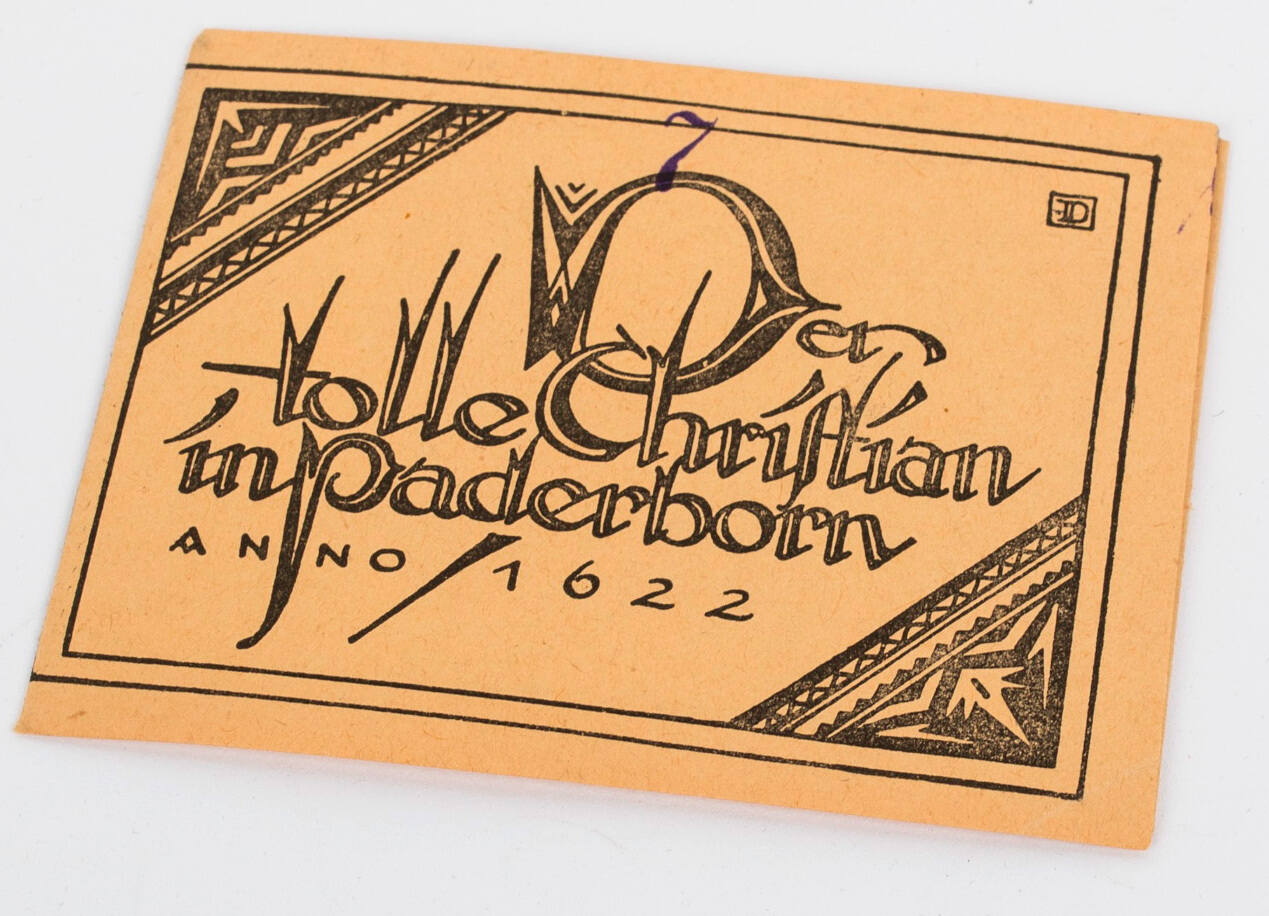 7
Der
tolle Christian
in Paderborn
ANNO 1622